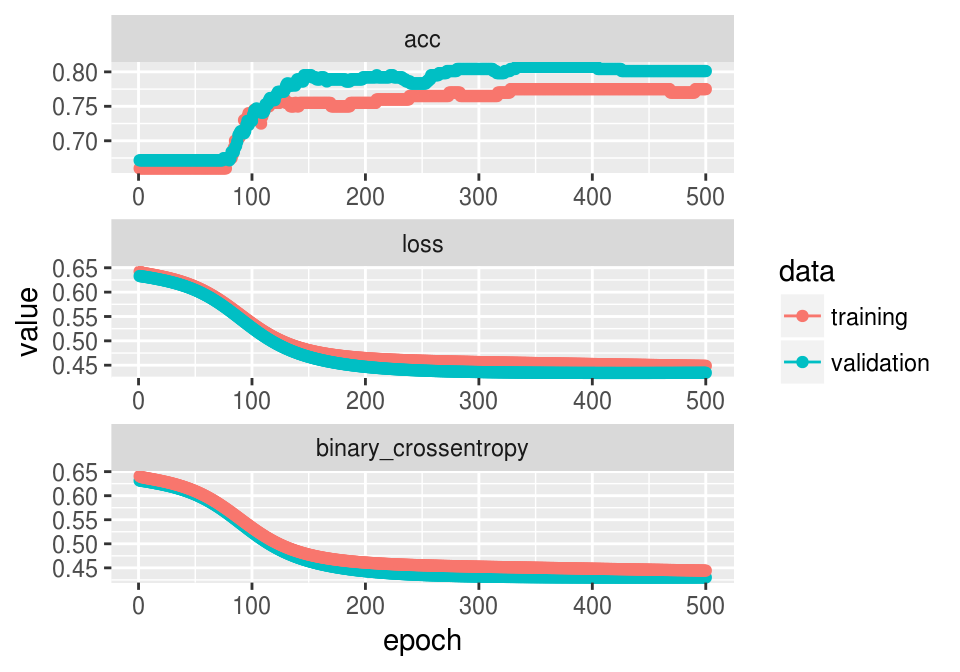 acc
0.80
0.75
0.70
0 100 200 300 400 500
loss
0.65
0.60
0.55
0.50
0.45
0 100 200 300 400 500
binary_crossentropy
0.65
0.60
0.55
0.50
0.45
0 100 200 300 400 500
epoch
value
data
training
validation